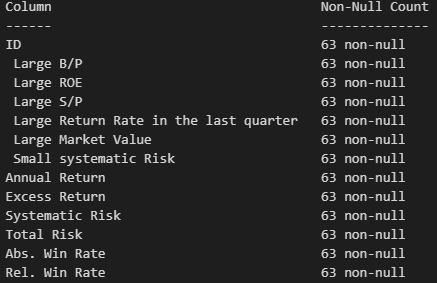 Column Non-Null Count
------ --------------
ID 63 non-null
Large B/P 63 non-null
Large ROE 63 non-null
Large S/P 63 non-null
Large Return Rate in the last quarter 63 non-null
Large Market Value 63 non-null
Small systematic Risk 63 non-null
Annual Return 63 non-null
Excess Return 63 non-null
Systematic Risk 63 non-null
Total Risk 63 non-null
Abs. Win Rate 63 non-null
Rel. Win Rate 63 non-null